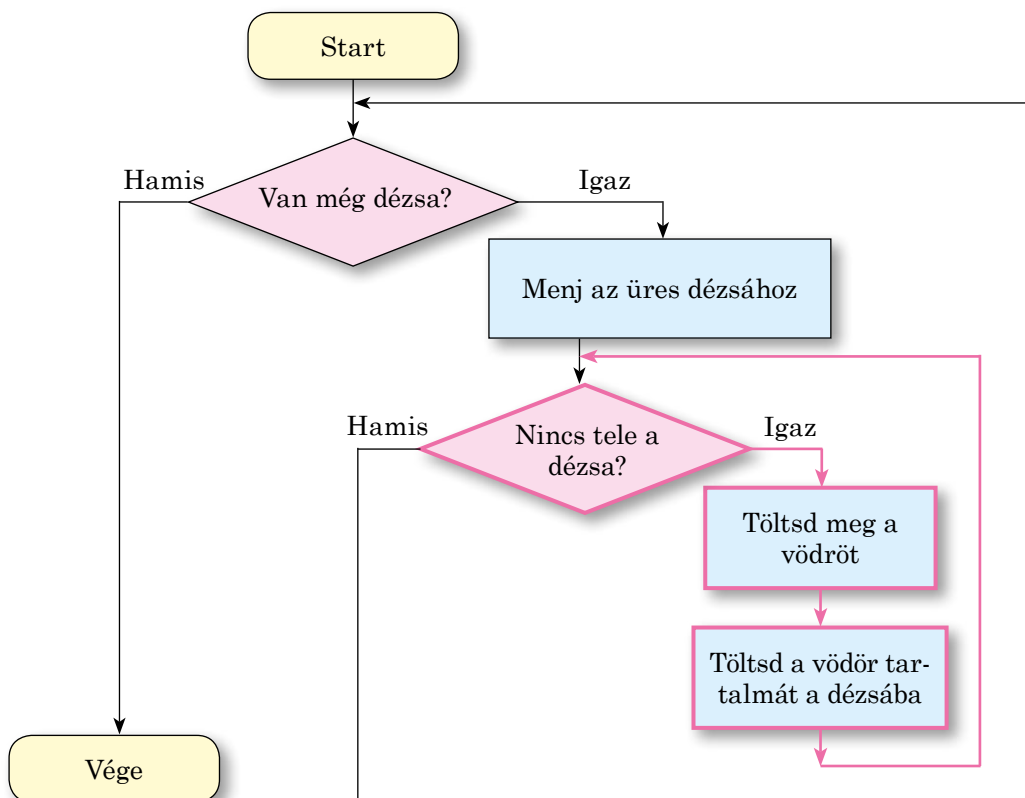 Start
Hamis
Van még dézsa?
Igaz
Menj az üres dézsához
Hamis
Nincs tele a
dézsa?
Igaz
Töltsd meg a
vödröt
Töltsd a vödör tar-
talmát a dézsába
Vége